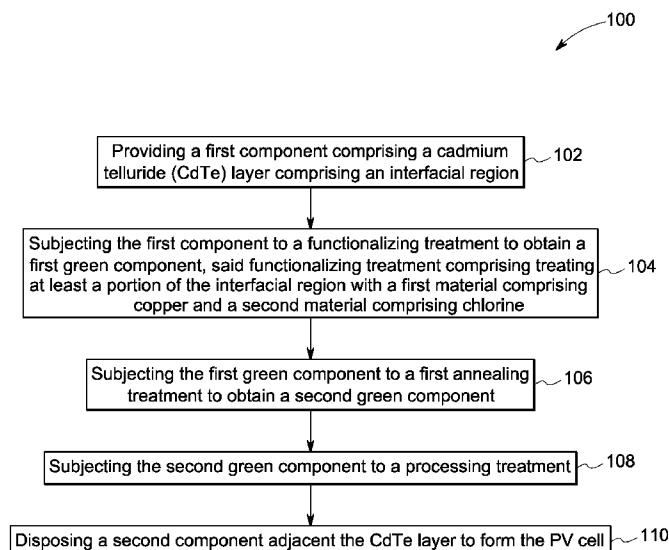 100
Providing a first component comprising a cadmium
telluride (CdTe) layer comprising an interfacial region
102
Subjecting the first component to a functionalizing treatment to obtain a
first green component, said functionalizing treatment comprising treating
at least a portion of the interfacial region with a first material comprising
copper and a second material comprising chlorine
104
Subjecting the first green component to a first annealing
treatment to obtain a second green component
106
Subjecting the second green component to a processing treatment
108
Disposing a second component adjacent the CdTe layer to form the PV cell
110